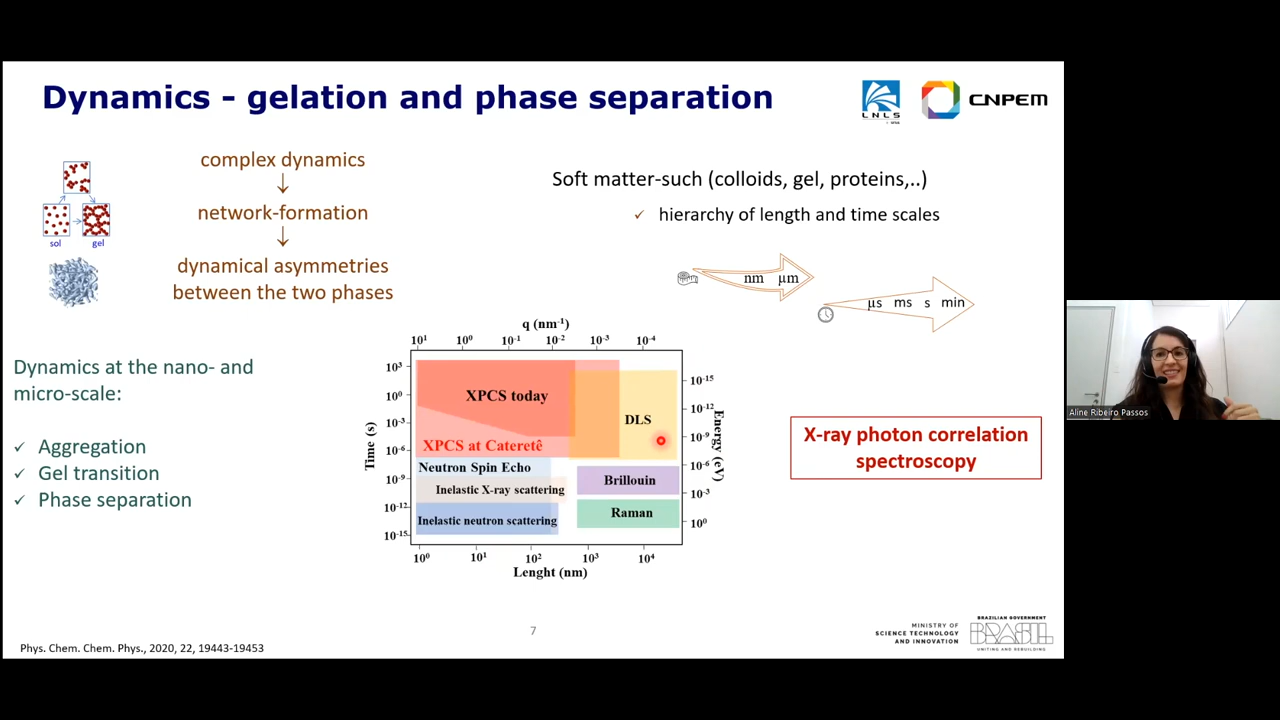 Dynamics - gelation and phase separation
LNLS
CNPEM
complex dynamics
↓
network-formation
↓
dynamical asymmetries
between the two phases
sol
gel
Soft matter-such (colloids, gel, proteins,..)
✓ hierarchy of length and time scales
nm µm
µs ms s min
Dynamics at the nano- and
micro-scale:
✓ Aggregation
✓ Gel transition
✓ Phase separation
q (nm⁻¹)
10¹ 10⁰ 10⁻¹ 10⁻² 10⁻³ 10⁻⁴
Time (s)
10³
10⁰
10⁻³
10⁻⁶
10⁻⁹
10⁻¹²
10⁻¹⁵
XPCS today
DLS
XPCS at Cateretê
Neutron Spin Echo
Inelastic X-ray scattering
Brillouin
Inelastic neutron scattering
Raman
10⁻¹⁵
10⁻¹²
10⁻⁹
10⁻⁶
10⁻³
10⁰
Energy (eV)
10⁰ 10¹ 10² 10³ 10⁴
Lenght (nm)
X-ray photon correlation
spectroscopy
Aline Ribeiro Passos
7
Phys. Chem. Chem. Phys., 2020, 22, 19443-19453
MINISTRY OF
SCIENCE TECHNOLOGY
AND INNOVATION
BRAZILIAN GOVERNMENT
BRASIL
UNITING AND REBUILDING